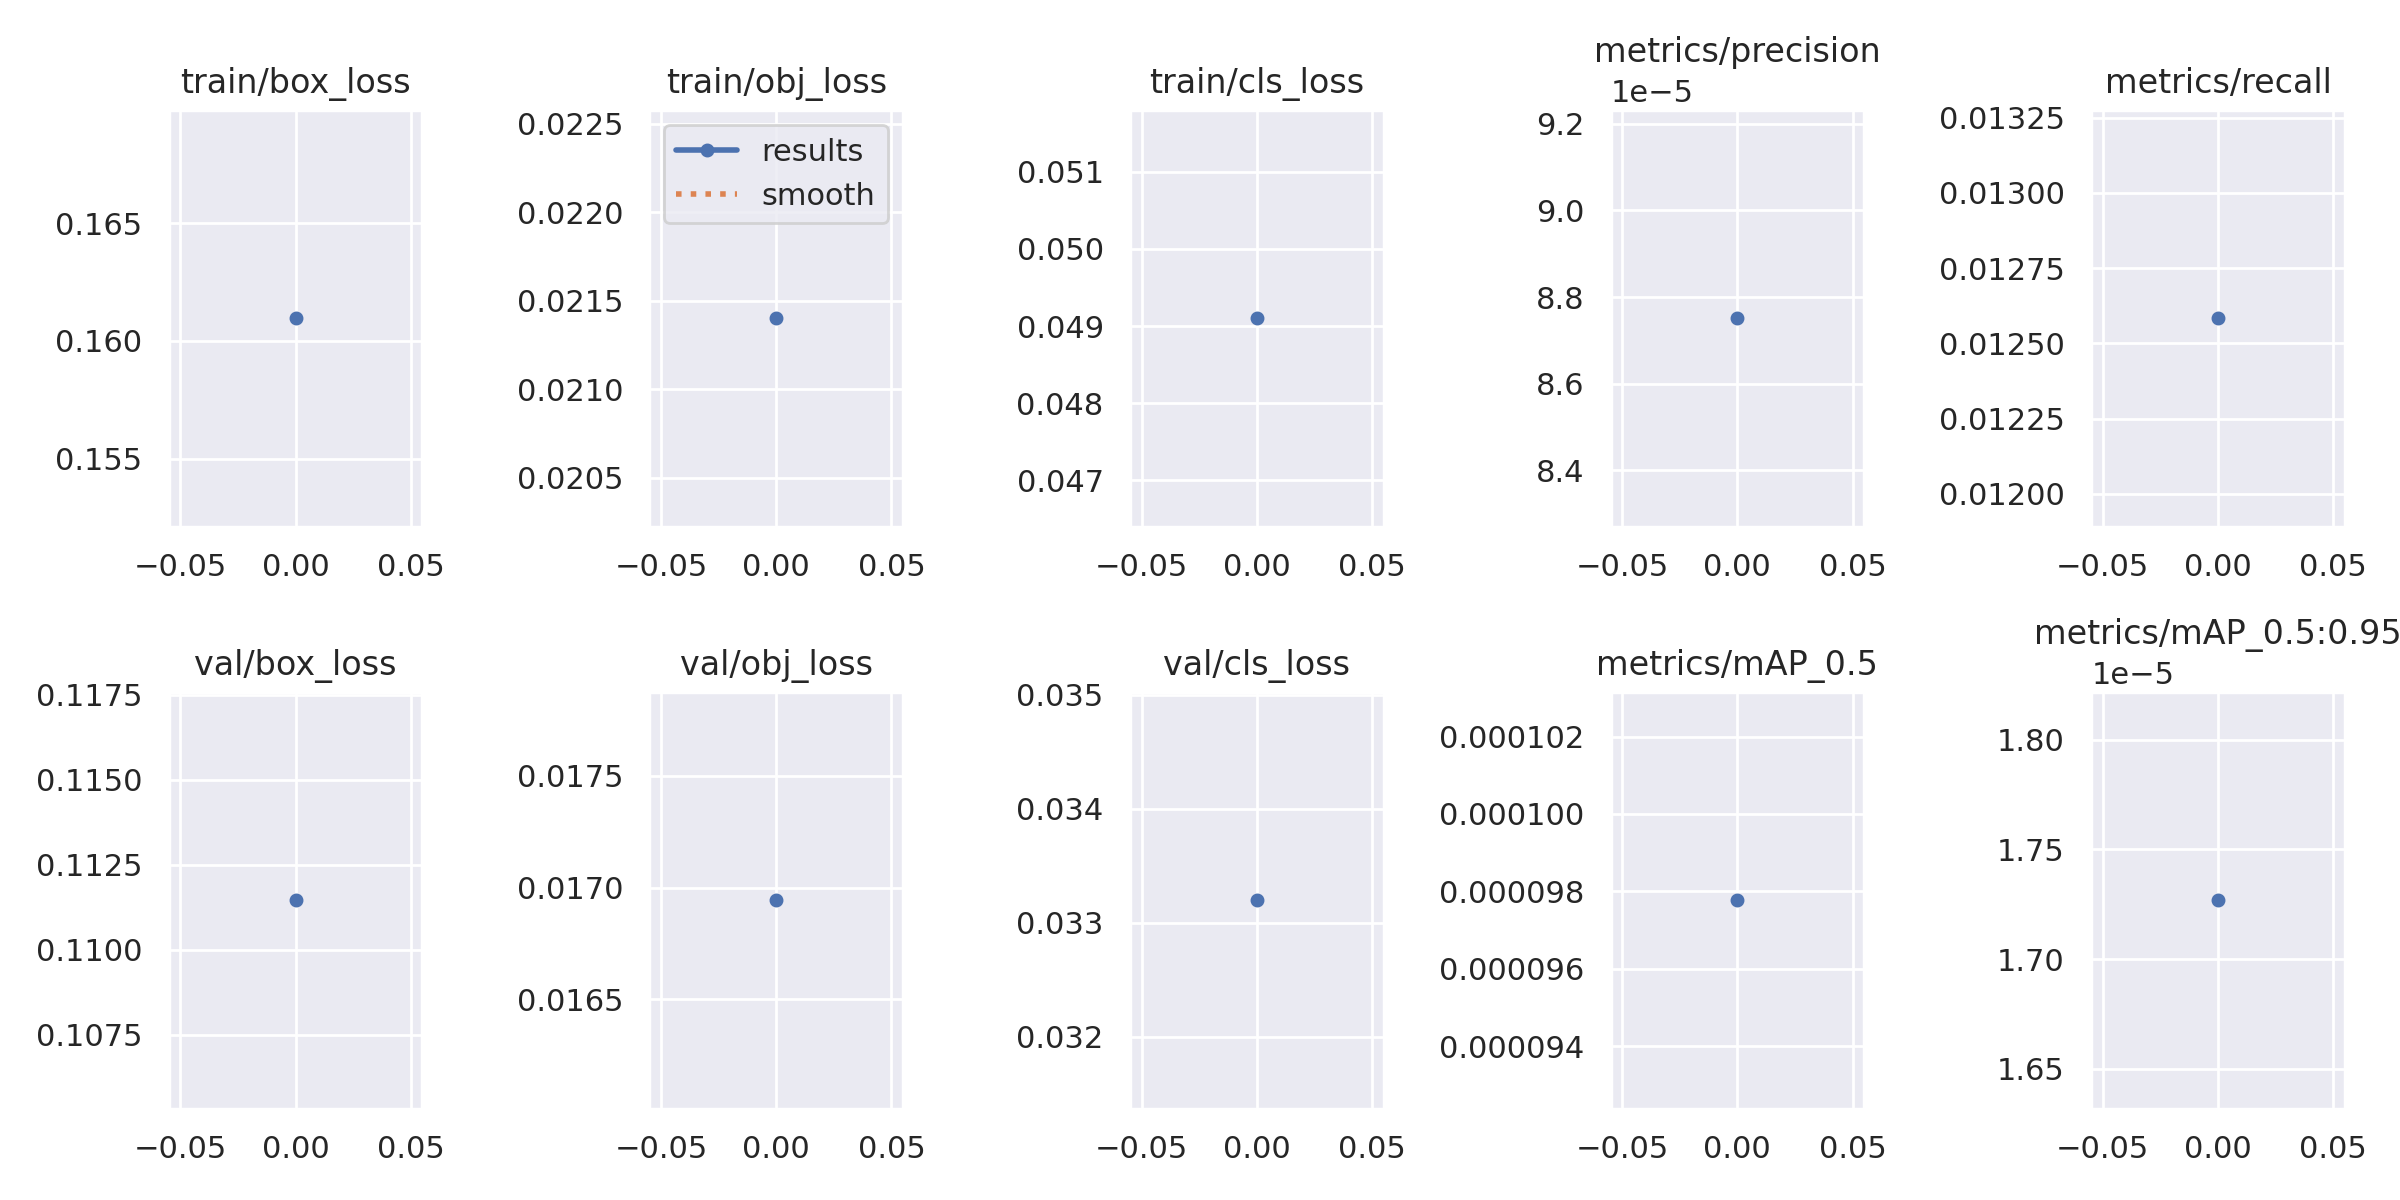 train/box_loss
0.165
0.160
0.155
−0.05 0.00 0.05
train/obj_loss
0.0225
0.0220
0.0215
0.0210
0.0205
results
smooth
−0.05 0.00 0.05
train/cls_loss
0.051
0.050
0.049
0.048
0.047
−0.05 0.00 0.05
metrics/precision
1e−5
9.2
9.0
8.8
8.6
8.4
−0.05 0.00 0.05
metrics/recall
0.01325
0.01300
0.01275
0.01250
0.01225
0.01200
−0.05 0.00 0.05
val/box_loss
0.1175
0.1150
0.1125
0.1100
0.1075
−0.05 0.00 0.05
val/obj_loss
0.0175
0.0170
0.0165
−0.05 0.00 0.05
val/cls_loss
0.035
0.034
0.033
0.032
−0.05 0.00 0.05
metrics/mAP_0.5
0.000102
0.000100
0.000098
0.000096
0.000094
−0.05 0.00 0.05
metrics/mAP_0.5:0.95
1e−5
1.80
1.75
1.70
1.65
−0.05 0.00 0.05